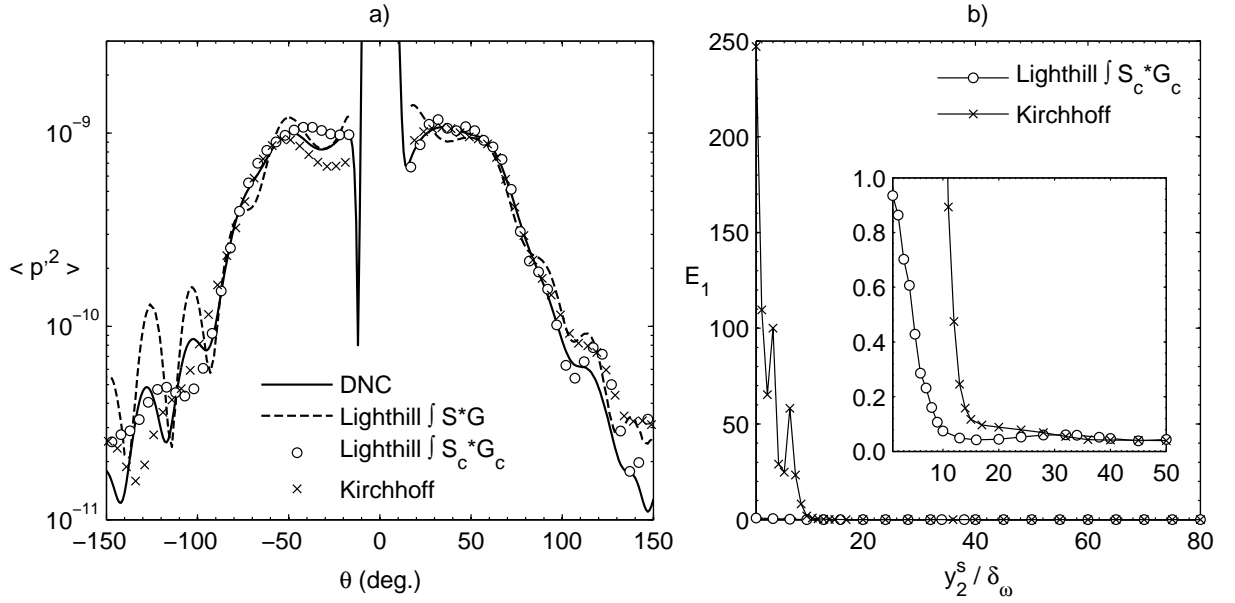 a)
10^-9
10^-10
10^-11
< p'^2 >
DNC
Lighthill ∫ S*G
Lighthill ∫ S_c*G_c
Kirchhoff
−150 −100 −50 0 50 100 150
θ (deg.)
b)
250
200
150
100
50
0
E_1
Lighthill ∫ S_c*G_c
Kirchhoff
1.0
0.8
0.6
0.4
0.2
0.0
10 20 30 40 50
20 40 60 80
y_2^s / δ_ω